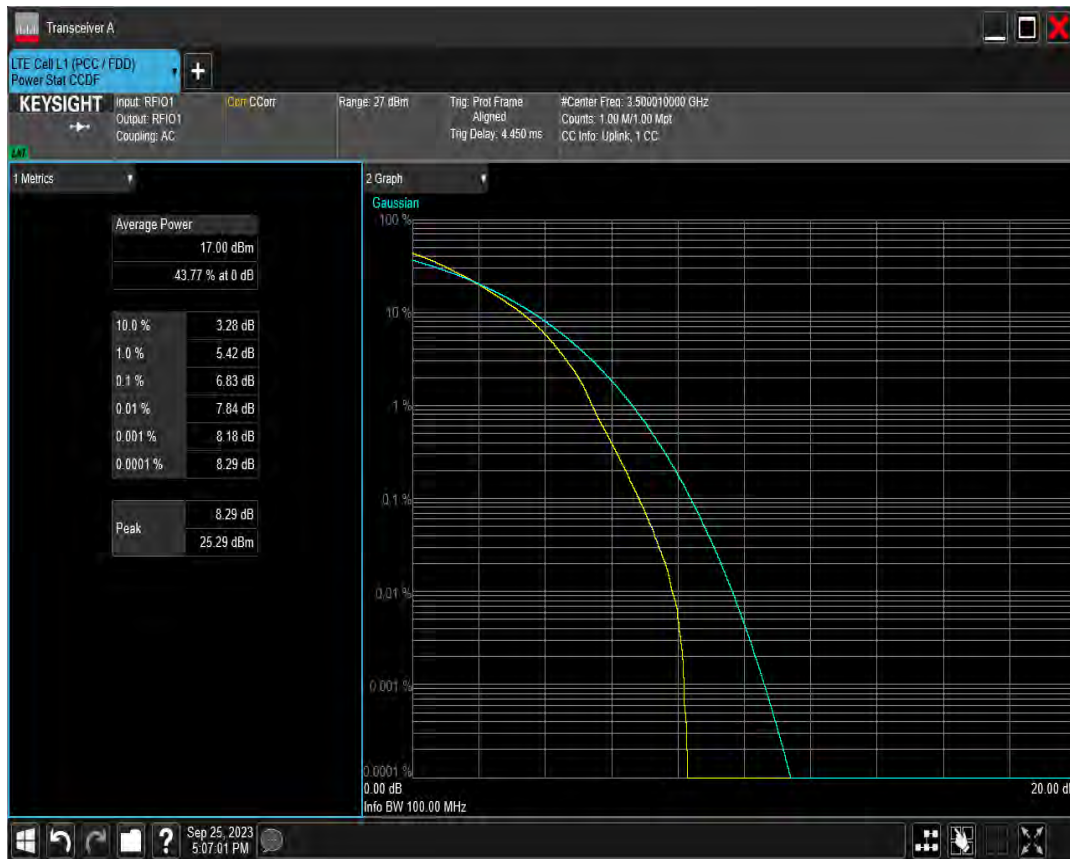 Transceiver A
LTE Cell L1 (PCC / FDD)
Power Stat CCDF
+
KEYSIGHT
Input: RFIO1
Output: RFIO1
Coupling: AC
Corr CCorr
Range: 27 dBm
Trig: Prot Frame
Aligned
Trig Delay: 4.450 ms
#Center Freq: 3.500010000 GHz
Counts: 1.00 M/1.00 Mpt
CC Info: Uplink, 1 CC
1 Metrics
Average Power
17.00 dBm
43.77 % at 0 dB
10.0 % 3.28 dB
1.0 % 5.42 dB
0.1 % 6.83 dB
0.01 % 7.84 dB
0.001 % 8.18 dB
0.0001 % 8.29 dB
Peak
8.29 dB
25.29 dBm
2 Graph
Gaussian
100 %
10 %
1 %
0.1 %
0.01 %
0.001 %
0.0001 %
0.00 dB
20.00 d
Info BW 100.00 MHz
?
Sep 25, 2023
5:07:01 PM